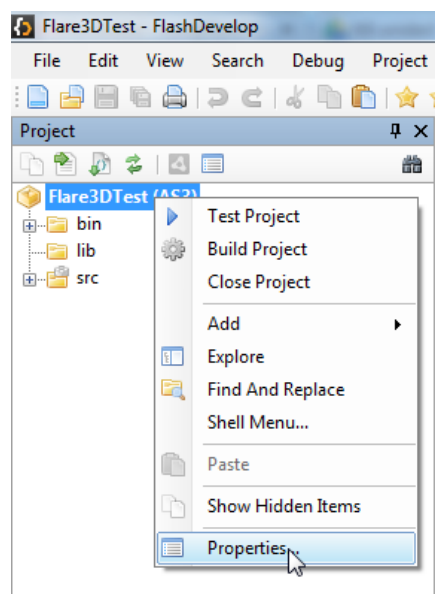 Flare3DTest - FlashDevelop
File Edit View Search Debug Project
Project
Flare3DTest (AS3)
bin
lib
src
Test Project
Build Project
Close Project
Add
Explore
Find And Replace
Shell Menu...
Paste
Show Hidden Items
Properties...